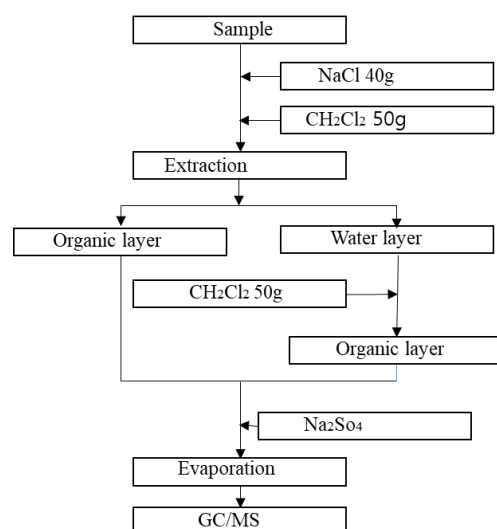 Sample
NaCl 40g
CH₂Cl₂ 50g
Extraction
Organic layer
Water layer
CH₂Cl₂ 50g
Organic layer
Na₂So₄
Evaporation
GC/MS